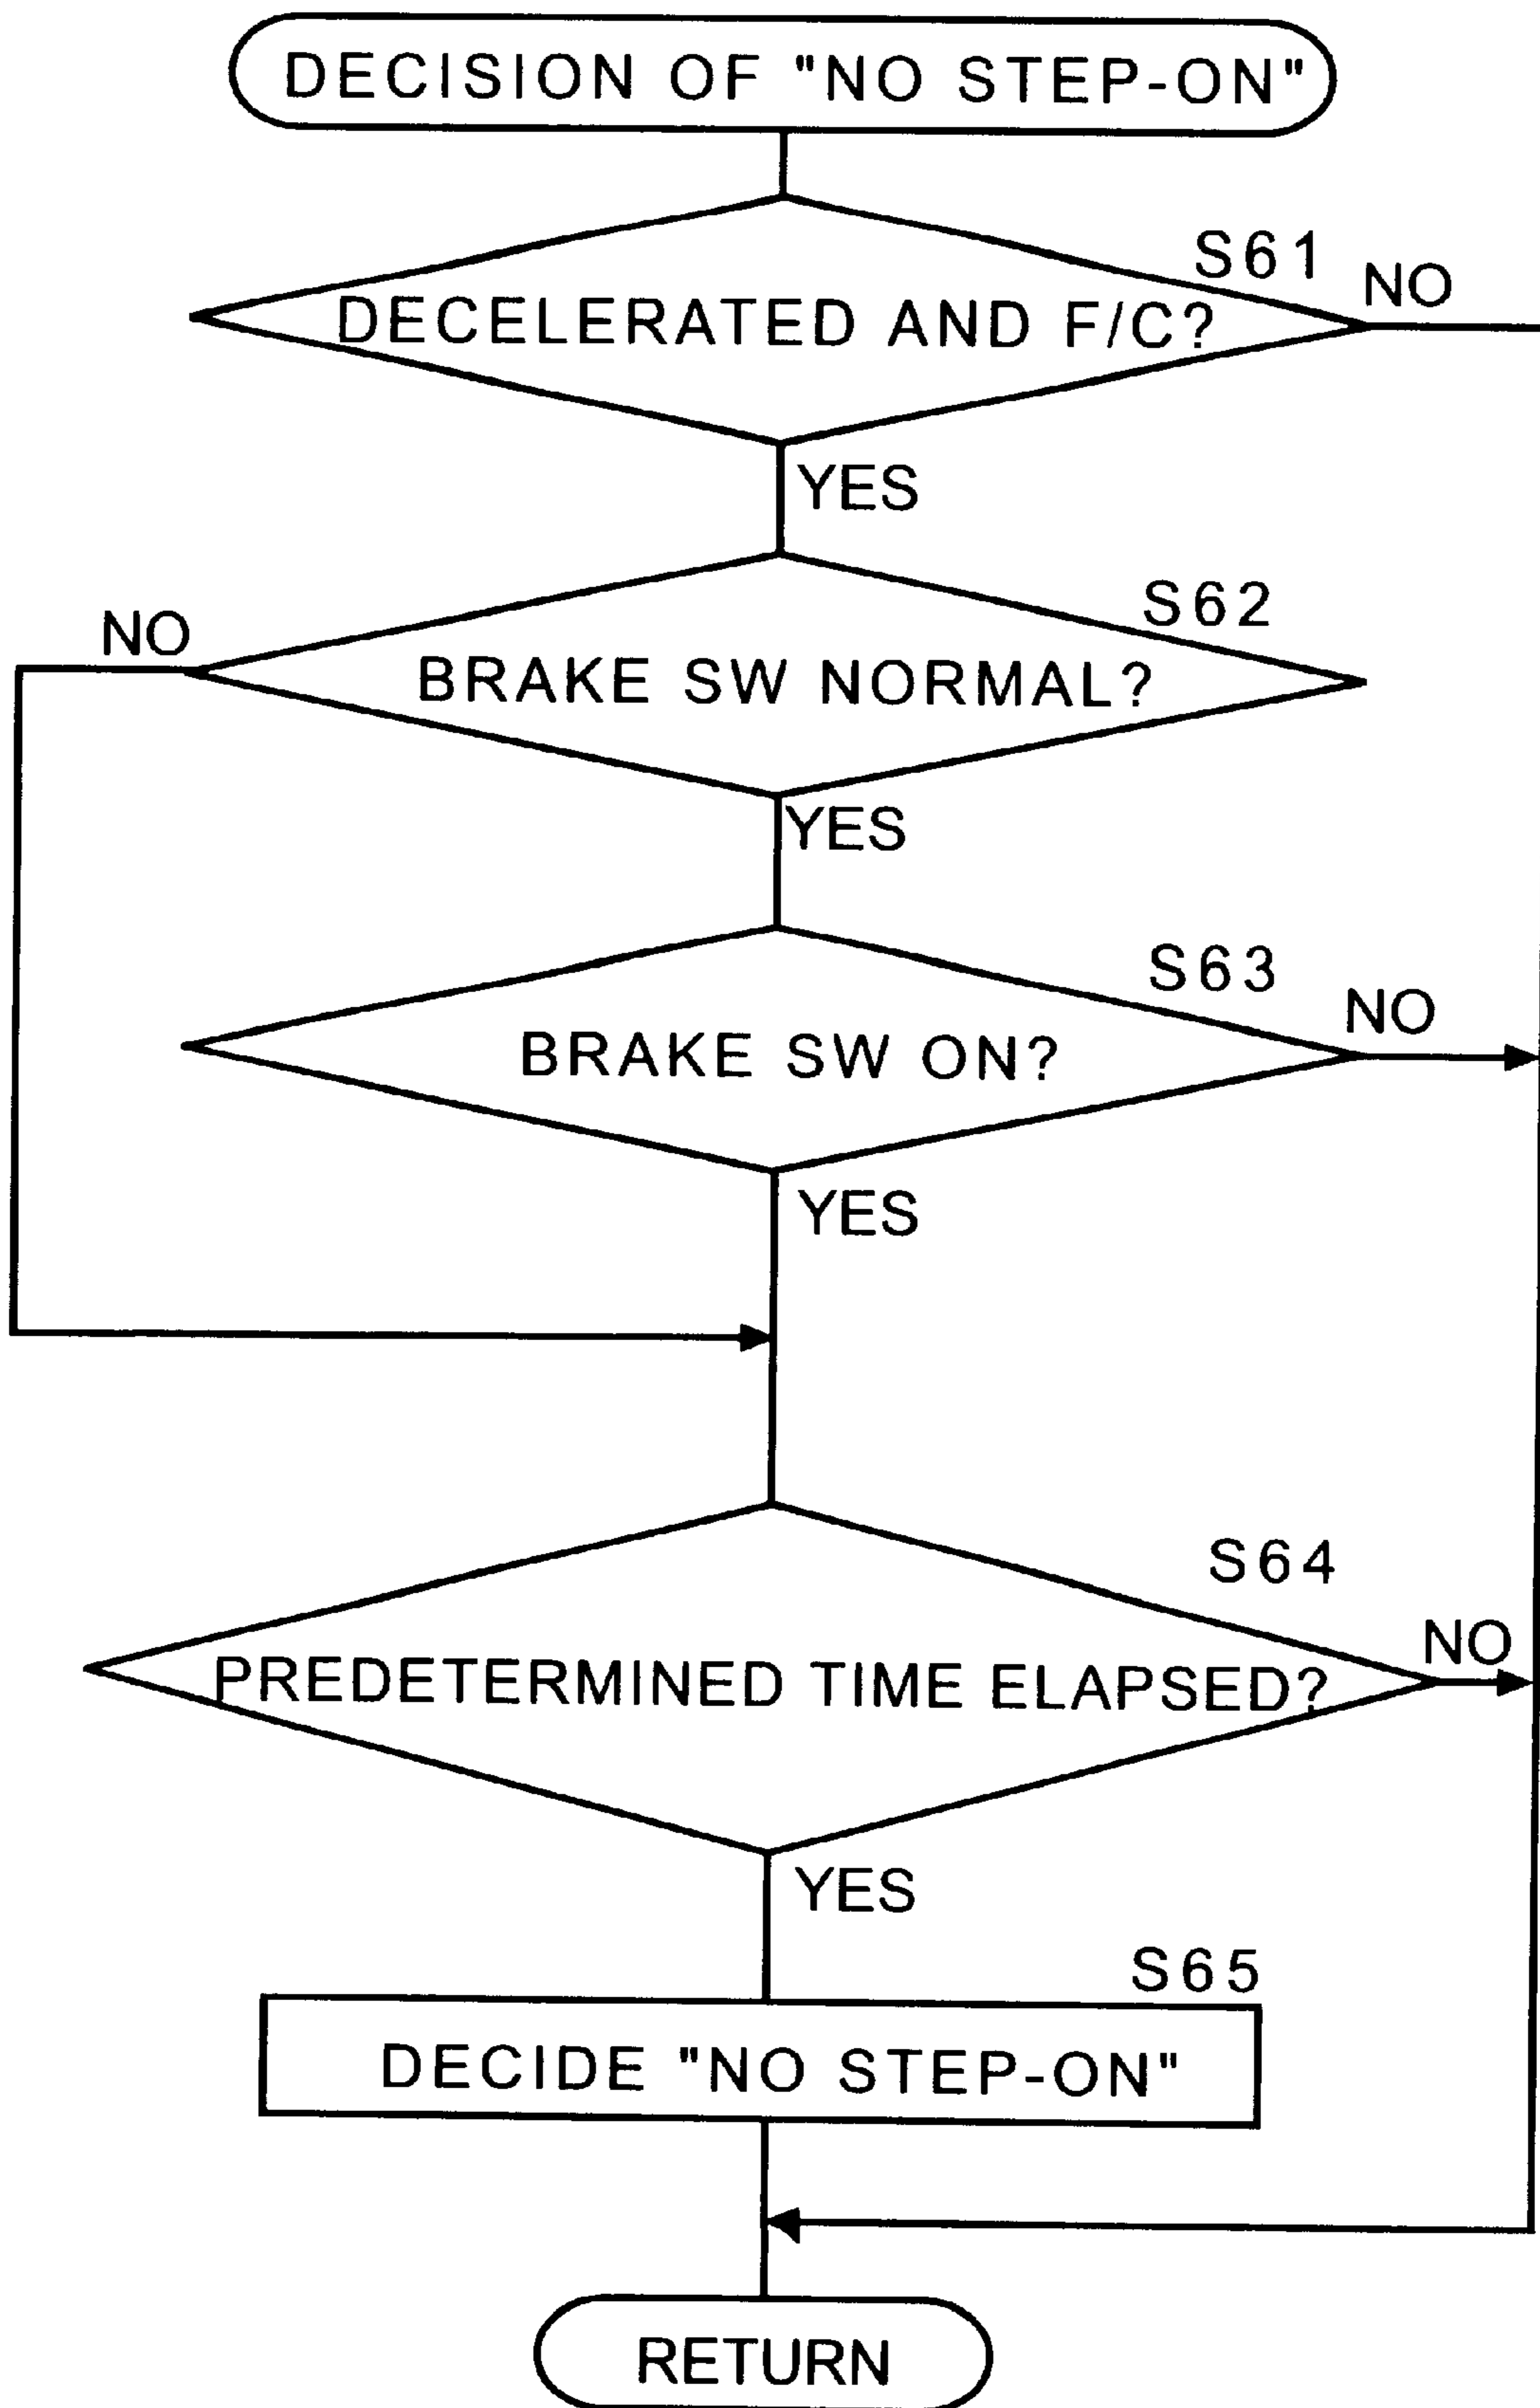 DECISION OF "NO STEP-ON"
S61
NO
DECELERATED AND F/C?
YES
S62
NO
BRAKE SW NORMAL?
YES
S63
NO
BRAKE SW ON?
YES
S64
NO
PREDETERMINED TIME ELAPSED?
YES
S65
DECIDE "NO STEP-ON"
RETURN